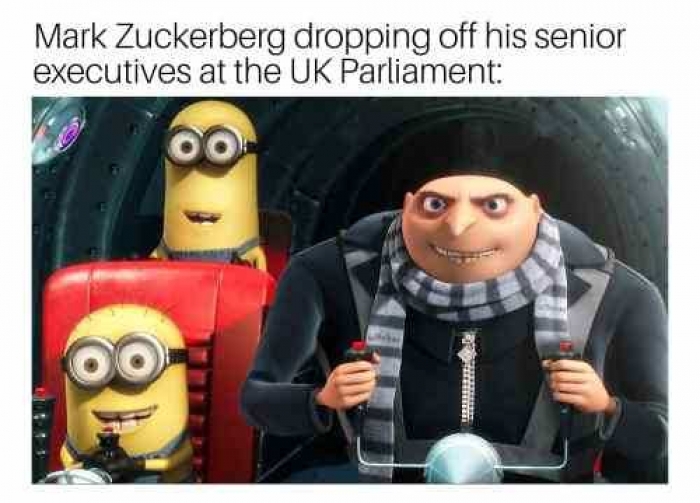 Mark Zuckerberg dropping off his senior
executives at the UK Parliament: